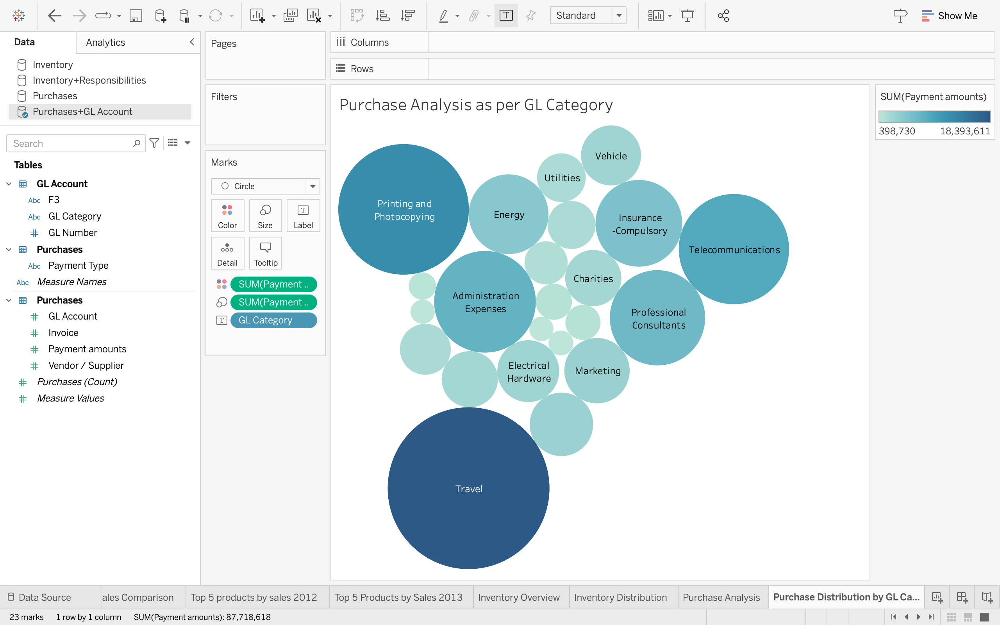 Standard
Show Me
Data
Analytics
Inventory
Inventory+Responsibilities
Purchases
Purchases+GL Account
Search
Tables
GL Account
Abc F3
Abc GL Category
GL Number
Purchases
Abc Payment Type
Abc Measure Names
Purchases
GL Account
Invoice
Payment amounts
Vendor / Supplier
Purchases (Count)
Measure Values
Pages
Filters
Marks
Circle
Color
Size
T
Label
Detail
Tooltip
SUM(Payment ..
SUM(Payment ..
T GL Category
Columns
Rows
Purchase Analysis as per GL Category
Vehicle
Utilities
Printing and
Photocopying
Energy
Insurance
-Compulsory
Telecommunications
Charities
Administration
Expenses
Professional
Consultants
Electrical
Hardware
Marketing
Travel
SUM(Payment amounts)
398,730 18,393,611
Data Source
ales Comparison
Top 5 products by sales 2012
Top 5 Products by Sales 2013
Inventory Overview
Inventory Distribution
Purchase Analysis
Purchase Distribution by GL Ca...
23 marks 1 row by 1 column SUM(Payment amounts): 87,718,618